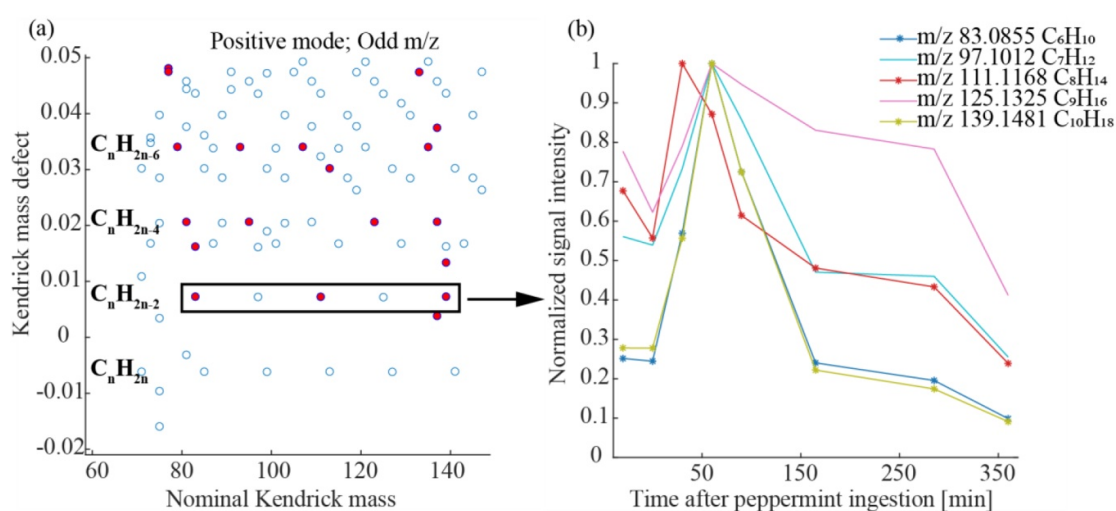 (a)
Positive mode; Odd m/z
Kendrick mass defect
0.05
0.04
CₙH₂ₙ₋₆
0.03
CₙH₂ₙ₋₄
0.02
0.01
CₙH₂ₙ₋₂
0
CₙH₂ₙ
-0.01
-0.02
60 80 100 120 140
Nominal Kendrick mass
(b)
m/z 83.0855 C₆H₁₀
m/z 97.1012 C₇H₁₂
m/z 111.1168 C₈H₁₄
m/z 125.1325 C₉H₁₆
m/z 139.1481 C₁₀H₁₈
Normalized signal intensity
1
0.9
0.8
0.7
0.6
0.5
0.4
0.3
0.2
0.1
0
50 150 250 350
Time after peppermint ingestion [min]